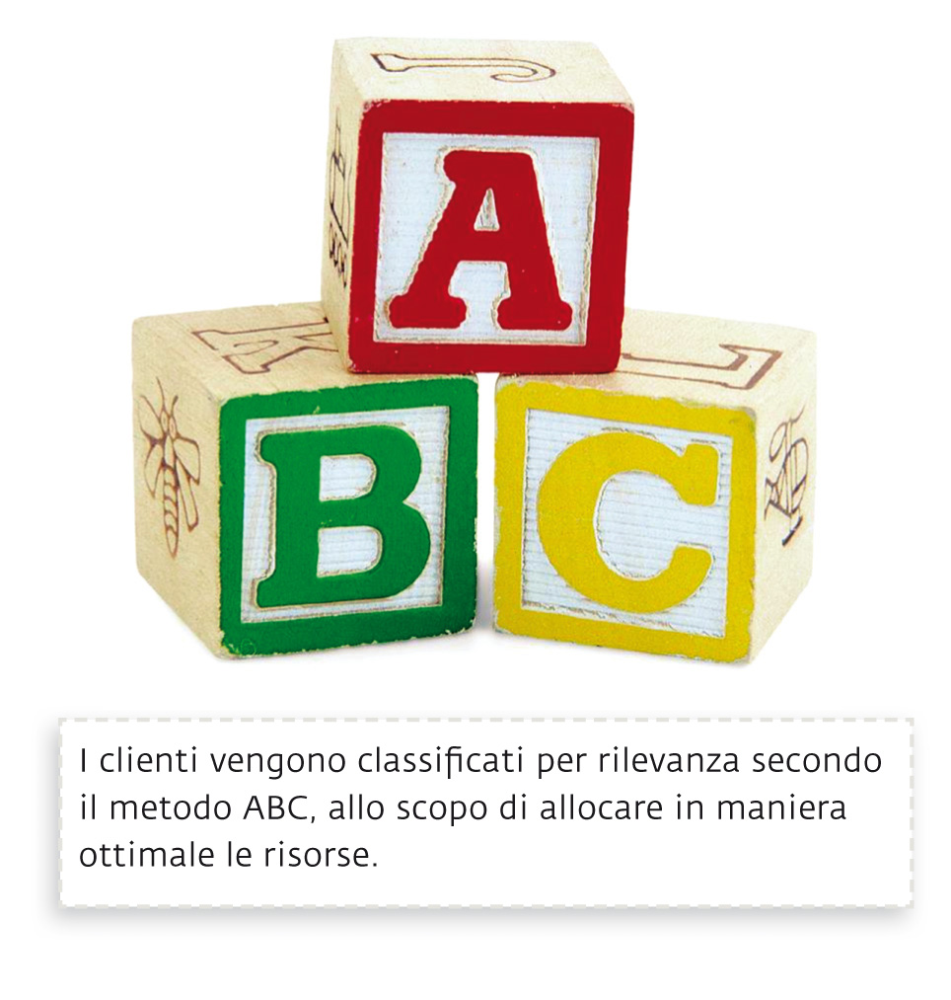 J
A
K
L
B
C
I clienti vengono classificati per rilevanza secondo
il metodo ABC, allo scopo di allocare in maniera
ottimale le risorse.